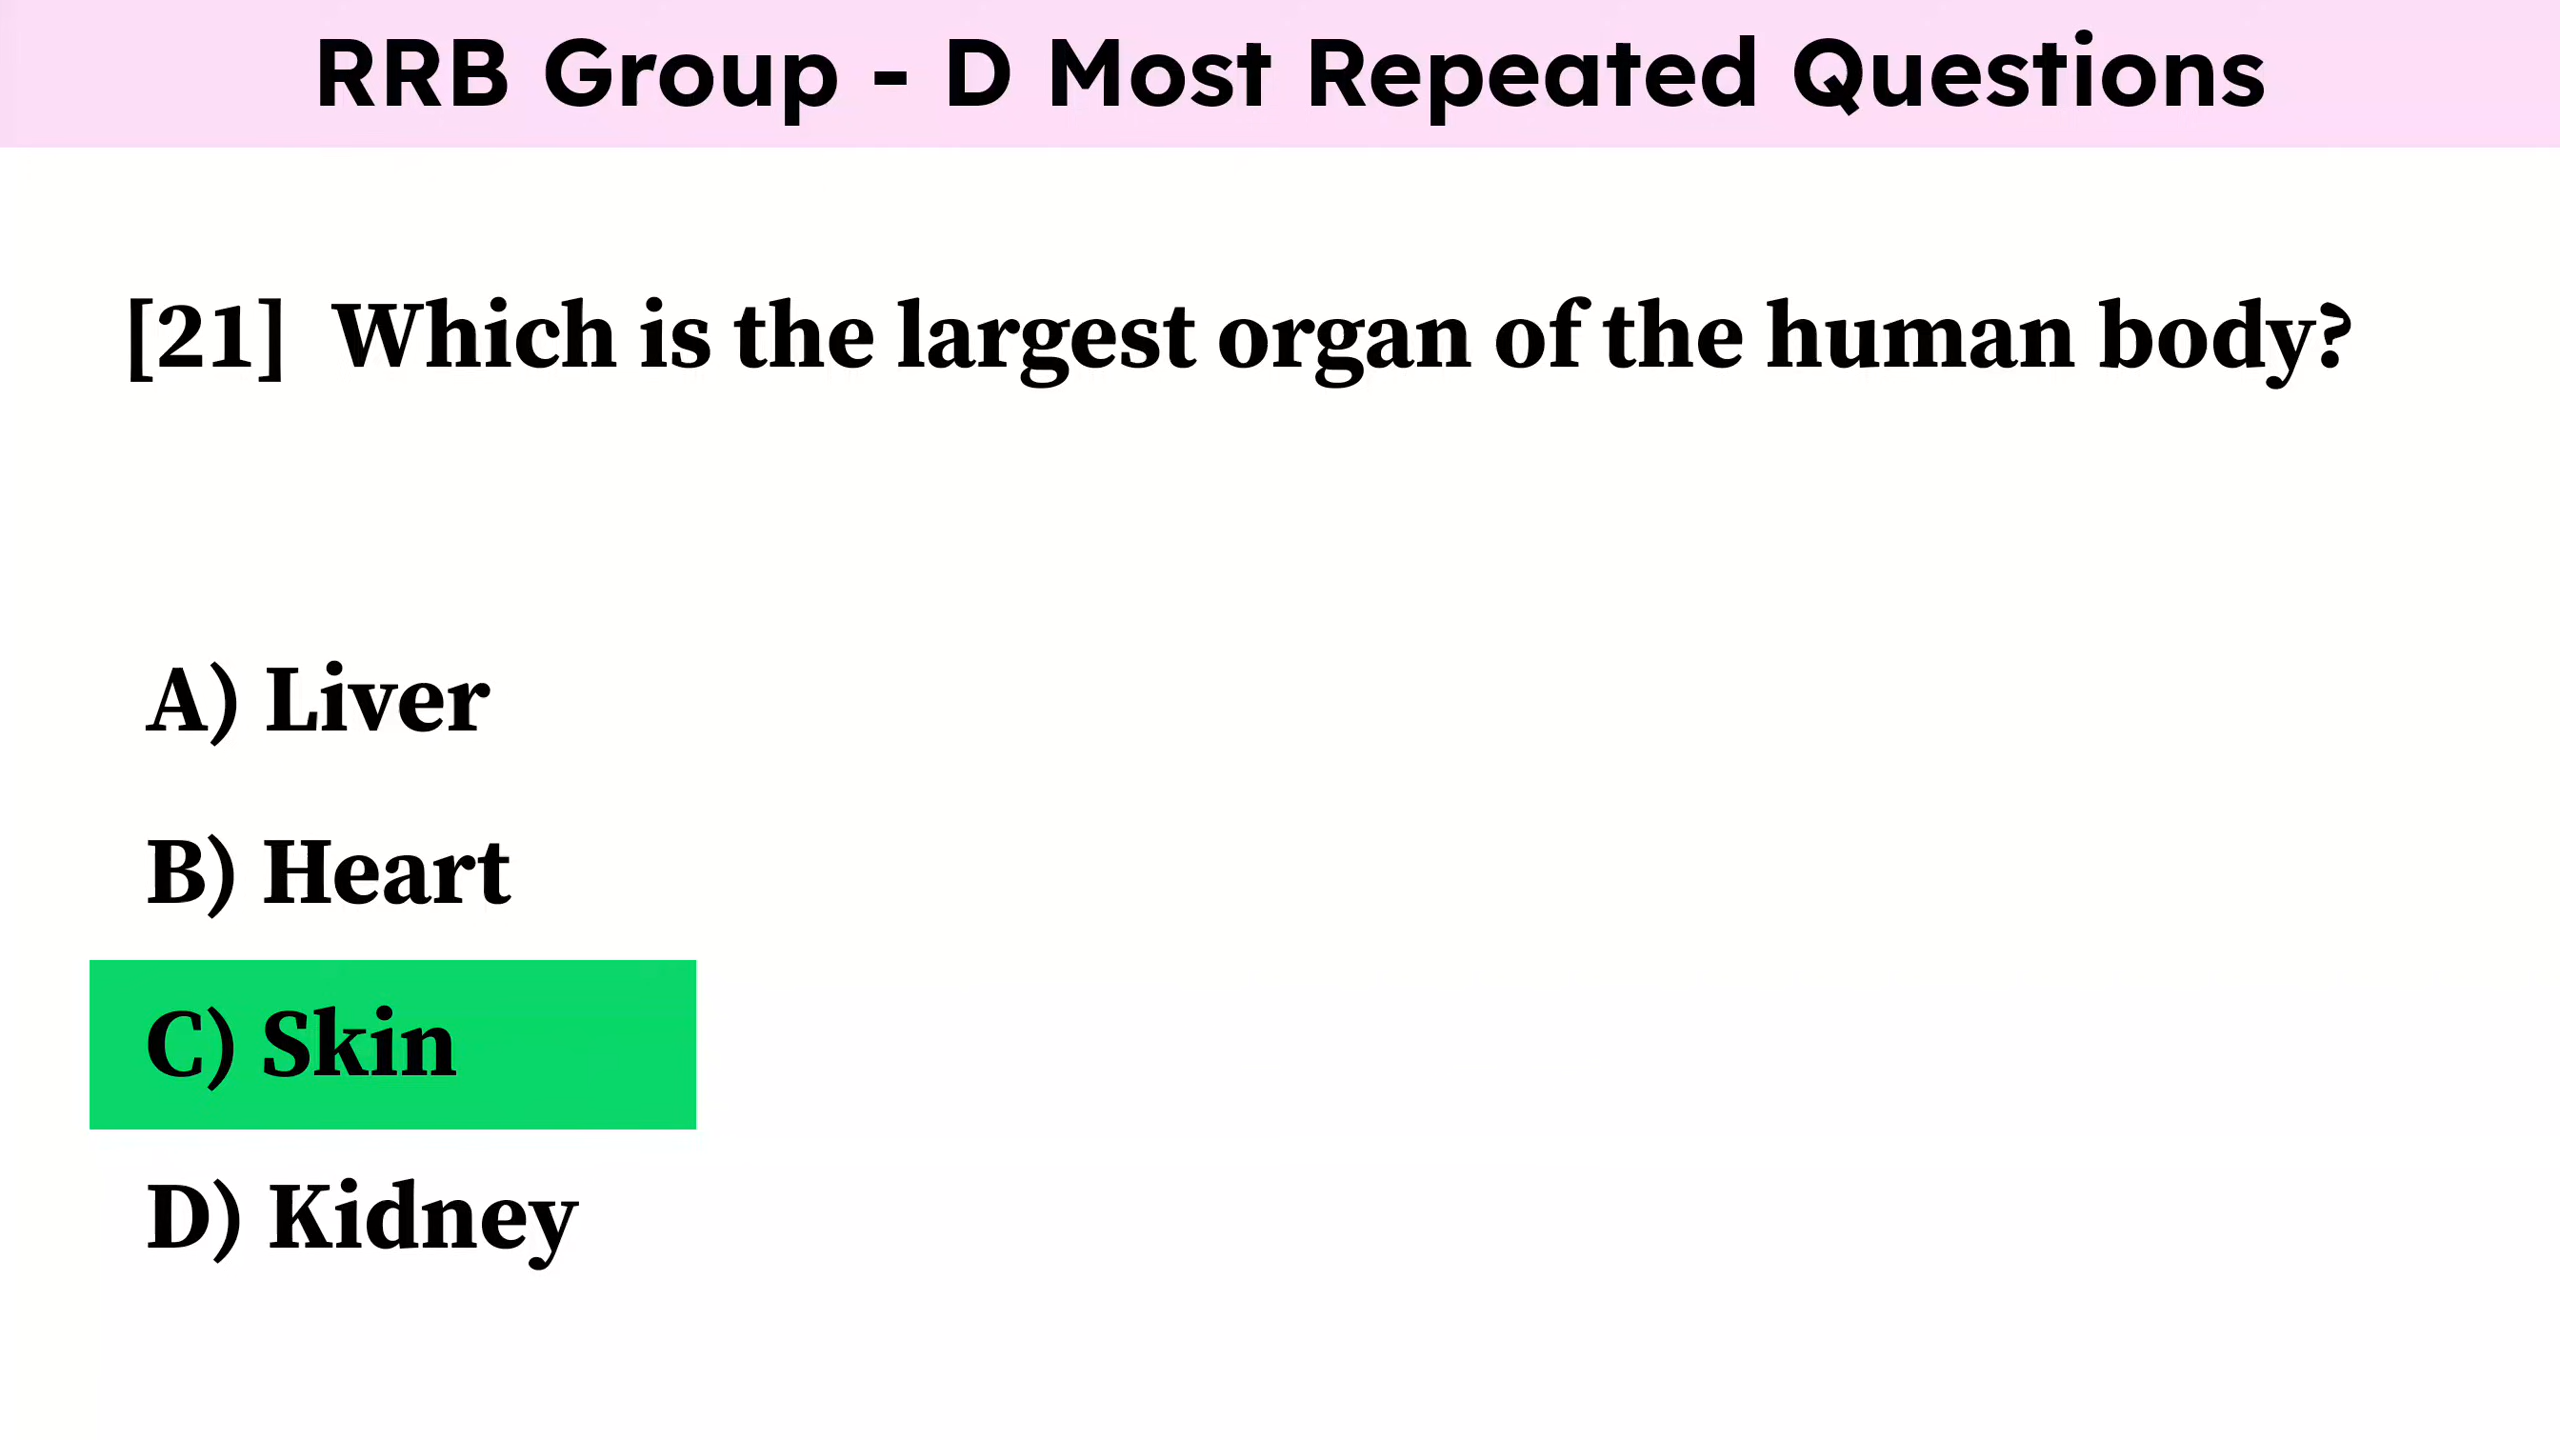 RRB Group - D Most Repeated Questions
[21] Which is the largest organ of the human body?
A) Liver
B) Heart
C) Skin
D) Kidney